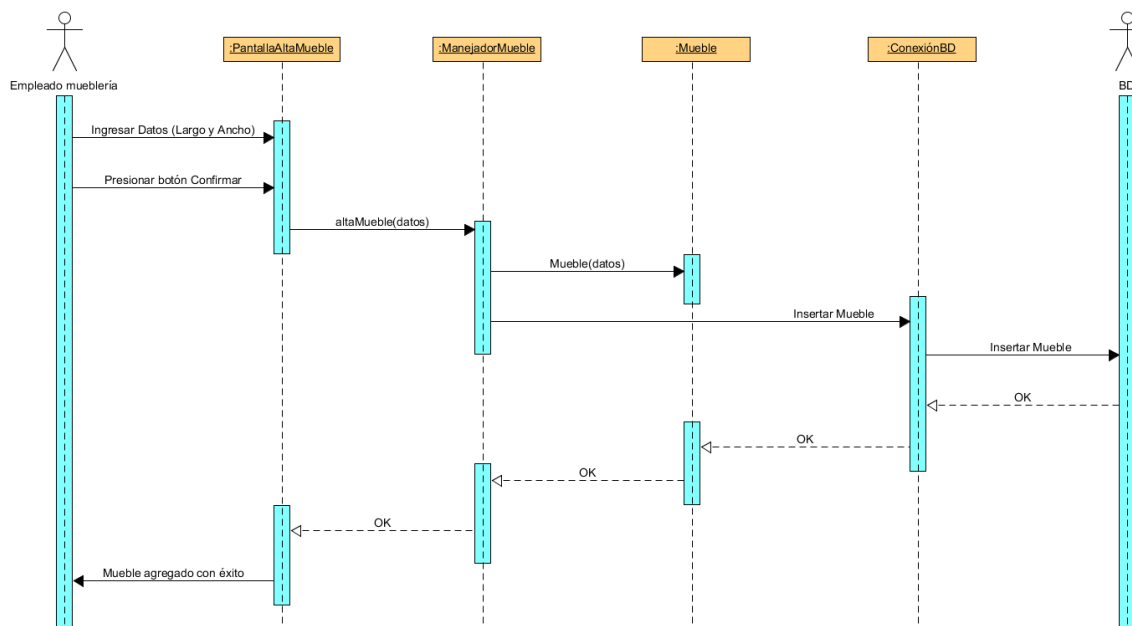 :PantallaAltaMueble
:ManejadorMueble
:Mueble
:ConexiónBD
Empleado mueblería
BD
Ingresar Datos (Largo y Ancho)
Presionar botón Confirmar
altaMueble(datos)
Mueble(datos)
Insertar Mueble
Insertar Mueble
OK
OK
OK
OK
Mueble agregado con éxito